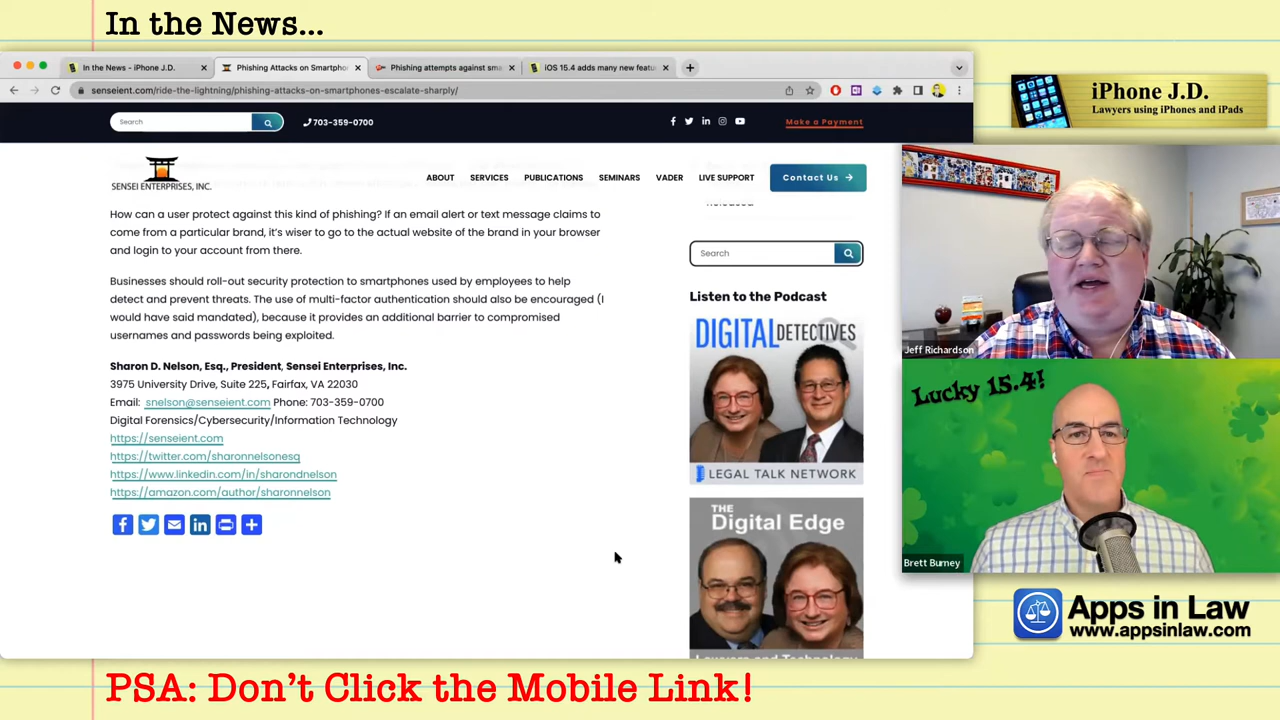 In the News...
In the News - iPhone J.D.
Phishing Attacks on Smartpho
Phishing attempts against sma
iOS 15.4 adds many new featu
senseient.com/ride-the-lightning/phishing-attacks-on-smartphones-escalate-sharply/
Search
703-359-0700
Make a Payment
SENSEI ENTERPRISES, INC.
ABOUT
SERVICES
PUBLICATIONS
SEMINARS
VADER
LIVE SUPPORT
Contact Us
How can a user protect against this kind of phishing? If an email alert or text message claims to
come from a particular brand, it's wiser to go to the actual website of the brand in your browser
and login to your account from there.
Businesses should roll-out security protection to smartphones used by employees to help
detect and prevent threats. The use of multi-factor authentication should also be encouraged (I
would have said mandated), because it provides an additional barrier to compromised
usernames and passwords being exploited.
Sharon D. Nelson, Esq., President, Sensei Enterprises, Inc.
3975 University Drive, Suite 225, Fairfax, VA 22030
Email: snelson@senseient.com Phone: 703-359-0700
Digital Forensics/Cybersecurity/Information Technology
https://senseient.com
https://twitter.com/sharonnelsonesq
https://www.linkedin.com/in/sharondnelson
https://amazon.com/author/sharonnelson
Search
Listen to the Podcast
DIGITAL DETECTIVES
LEGAL TALK NETWORK
THE
Digital Edge
Lawyers and Technology
iPhone J.D.
Lawyers using iPhones and iPads
Jeff Richardson
Lucky 15.4!
Brett Burney
Apps in Law
www.appsinlaw.com
PSA: Don't Click the Mobile Link!